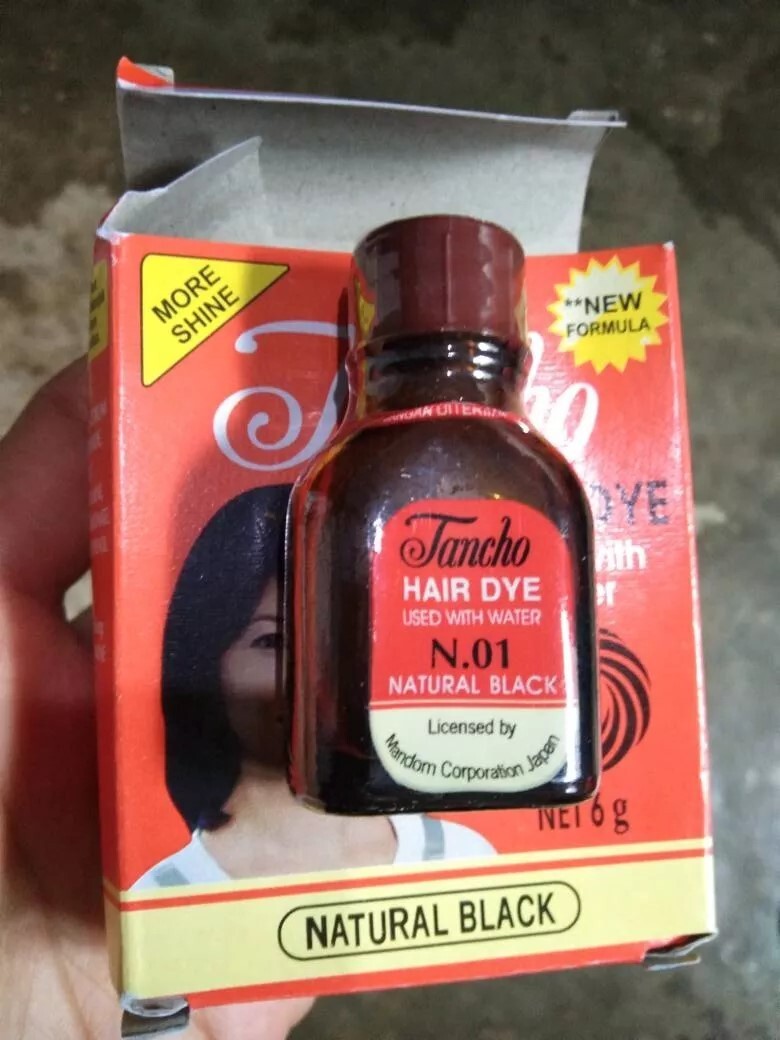 MORE
SHINE
**NEW
FORMULA
DYE
Tancho
HAIR DYE
USED WITH WATER
N.01
NATURAL BLACK
Licensed by
Mandom Corporation Japan
NET 6 g
NATURAL BLACK